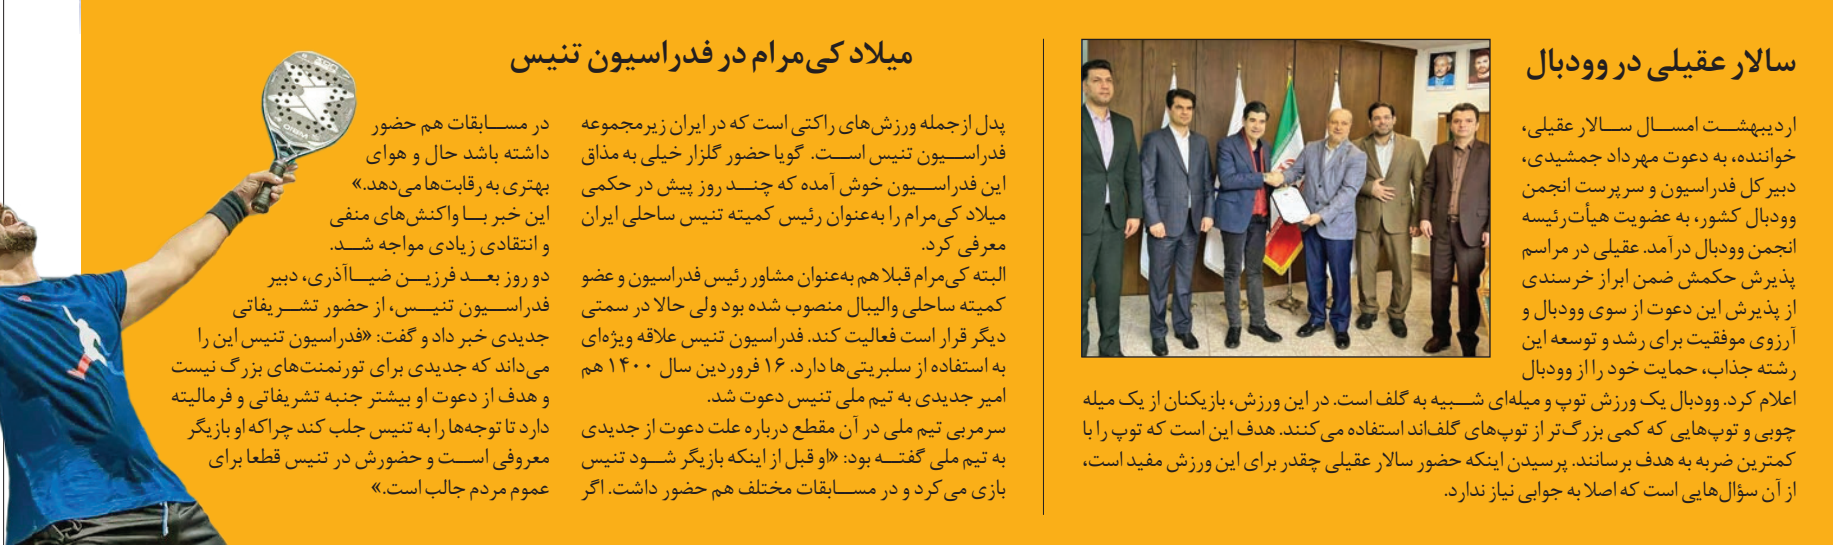 سالار عقیلی در وودبال
اردیبهشت امسال سالار عقیلی،
خواننده، به دعوت مهرداد جمشیدی،
دبیرکل فدراسیون و سرپرست انجمن
وودبال کشور، به عضویت هیأت‌رئیسه
انجمن وودبال درآمد. عقیلی در مراسم
پذیرش حکمش ضمن ابراز خرسندی
از پذیرش این دعوت از سوی وودبال و
آرزوی موفقیت برای رشد و توسعه این
رشته جذاب، حمایت خود را از وودبال
اعلام کرد. وودبال یک ورزش توپ و میله‌ای شبیه به گلف است. در این ورزش، بازیکنان از یک میله
چوبی و توپ‌هایی که کمی بزرگ‌تر از توپ‌های گلف‌اند استفاده می‌کنند. هدف این است که توپ را با
کمترین ضربه به هدف برسانند. پرسیدن اینکه حضور سالار عقیلی چقدر برای این ورزش مفید است،
از آن سؤال‌هایی است که اصلا به جوابی نیاز ندارد.
میلاد کی‌مرام در فدراسیون تنیس
پدل ازجمله ورزش‌های راکتی است که در ایران زیرمجموعه
فدراسیون تنیس است. گویا حضور گلزار خیلی به مذاق
این فدراسیون خوش آمده که چند روز پیش در حکمی
میلاد کی‌مرام را به‌عنوان رئیس کمیته تنیس ساحلی ایران
معرفی کرد.
البته کی‌مرام قبلا هم به‌عنوان مشاور رئیس فدراسیون و عضو
کمیته ساحلی والیبال منصوب شده بود ولی حالا در سمتی
دیگر قرار است فعالیت کند. فدراسیون تنیس علاقه ویژه‌ای
به استفاده از سلبریتی‌ها دارد. ۱۶ فروردین سال ۱۴۰۰ هم
امیر جدیدی به تیم ملی تنیس دعوت شد.
سرمربی تیم ملی در آن مقطع درباره علت دعوت از جدیدی
به تیم ملی گفته بود: «او قبل از اینکه بازیگر شود تنیس
بازی می‌کرد و در مسابقات مختلف هم حضور داشت. اگر
در مسابقات هم حضور
داشته باشد حال و هوای
بهتری به رقابت‌ها می‌دهد.»
این خبر با واکنش‌های منفی
و انتقادی زیادی مواجه شد.
دو روز بعد فرزین ضیاآذری، دبیر
فدراسیون تنیس، از حضور تشریفاتی
جدیدی خبر داد و گفت: «فدراسیون تنیس این را
می‌داند که جدیدی برای تورنمنت‌های بزرگ نیست
و هدف از دعوت او بیشتر جنبه تشریفاتی و فرمالیته
دارد تا توجه‌ها را به تنیس جلب کند چراکه او بازیگر
معروفی است و حضورش در تنیس قطعا برای
عموم مردم جالب است.»